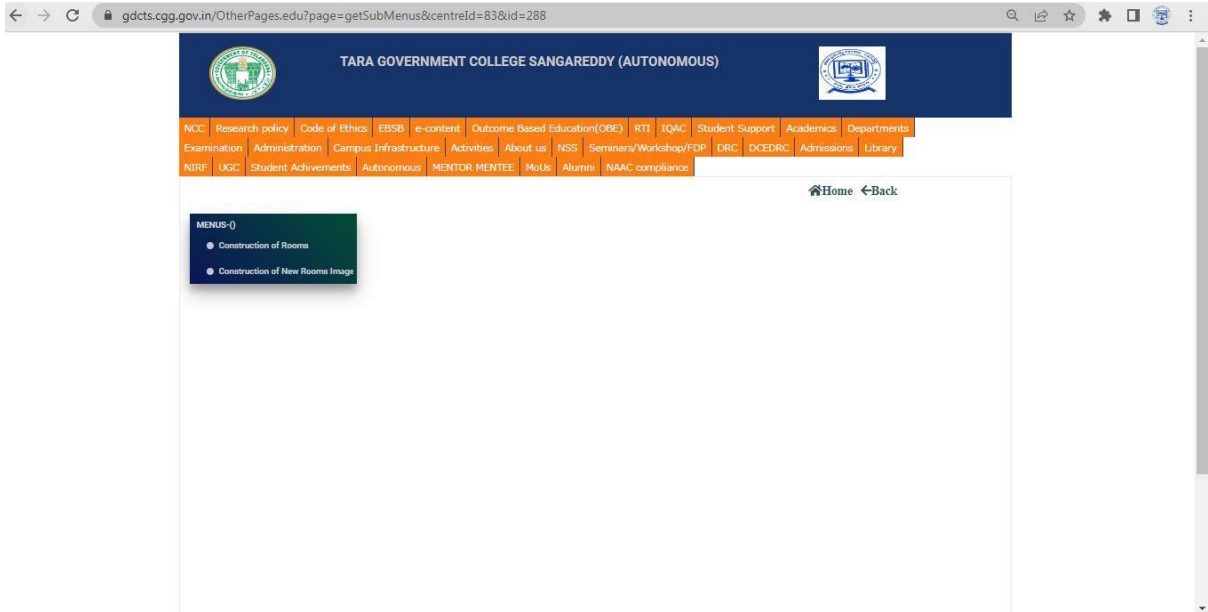 gdcts.cgg.gov.in/OtherPages.edu?page=getSubMenus&centreId=83&id=288
TARA GOVERNMENT COLLEGE SANGAREDDY (AUTONOMOUS)
NCC Research policy Code of Ethics EBSB e-content Outcome Based Education(OBE) RTI IQAC Student Support Academics Departments
Examination Administration Campus Infrastructure Activities About us NSS Seminars/Workshop/FDP DRC DCEDRC Admissions Library
NIRF UGC Student Achivements Autonomous MENTOR MENTEE MoUs Alumni NAAC compliance
Home Back
MENUS-()
Construction of Rooms
Construction of New Rooms Image